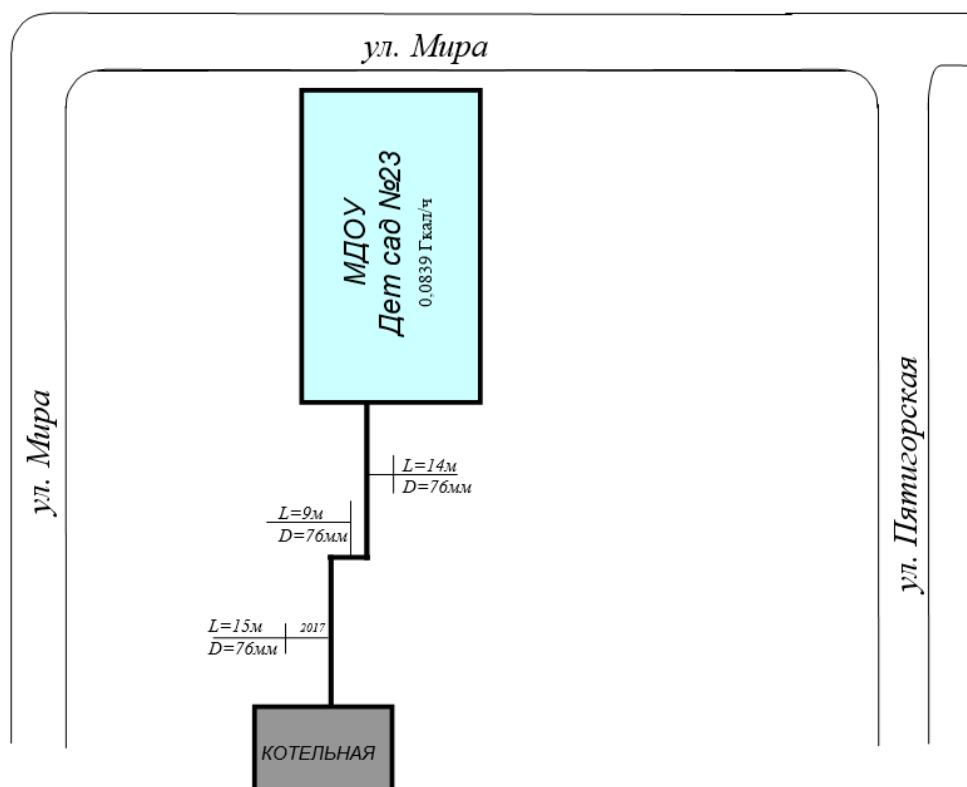 ул. Мира
МДОУ
Дет сад №23
0,0839 Гкал/ч
ул. Мира
ул. Пятигорская
L=14м
D=76мм
L=9м
D=76мм
L=15м
2017
D=76мм
КОТЕЛЬНАЯ